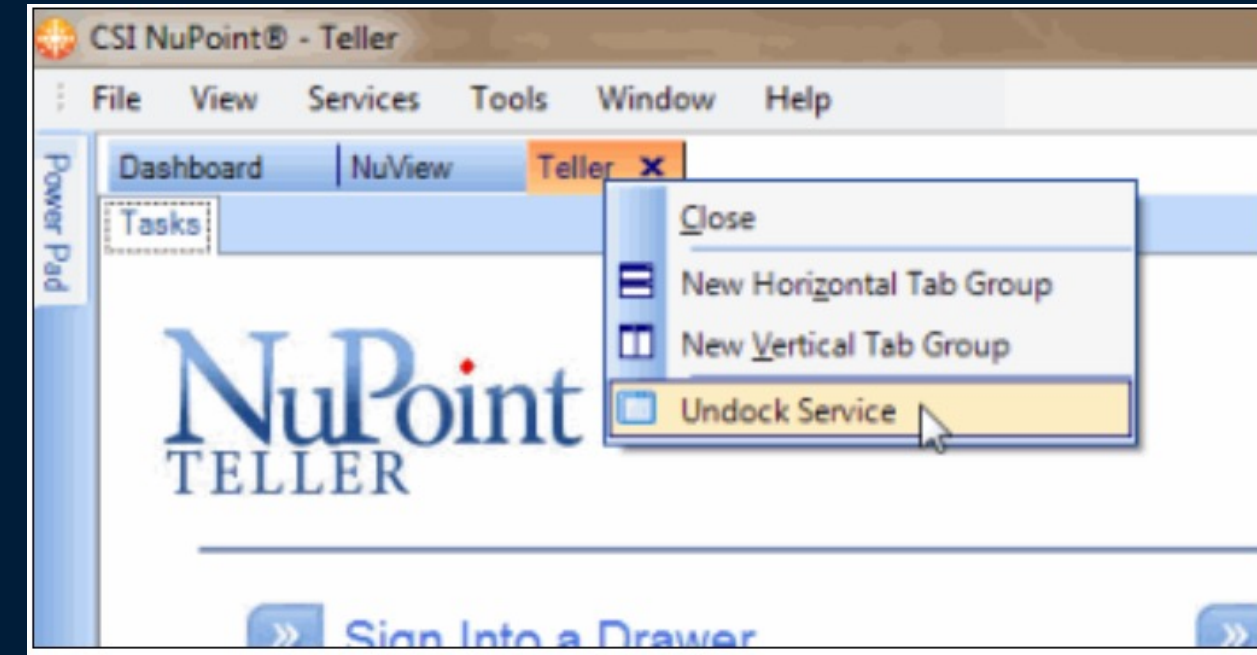 CSI NuPoint® - Teller
File View Services Tools Window Help
Power Pad
Dashboard NuView Teller
Tasks
Close
New Horizontal Tab Group
New Vertical Tab Group
Undock Service
NuPoint
TELLER
Sign Into a Drawer